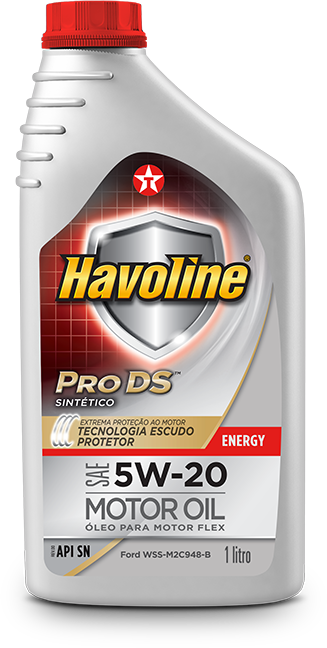 Havoline®
PRO DS™
SINTÉTICO
EXTREMA PROTEÇÃO AO MOTOR
TECNOLOGIA ESCUDO
PROTETOR
ENERGY
SAE 5W-20
MOTOR OIL
ÓLEO PARA MOTOR FLEX
API SN
Ford WSS-M2C948-B
1 litro